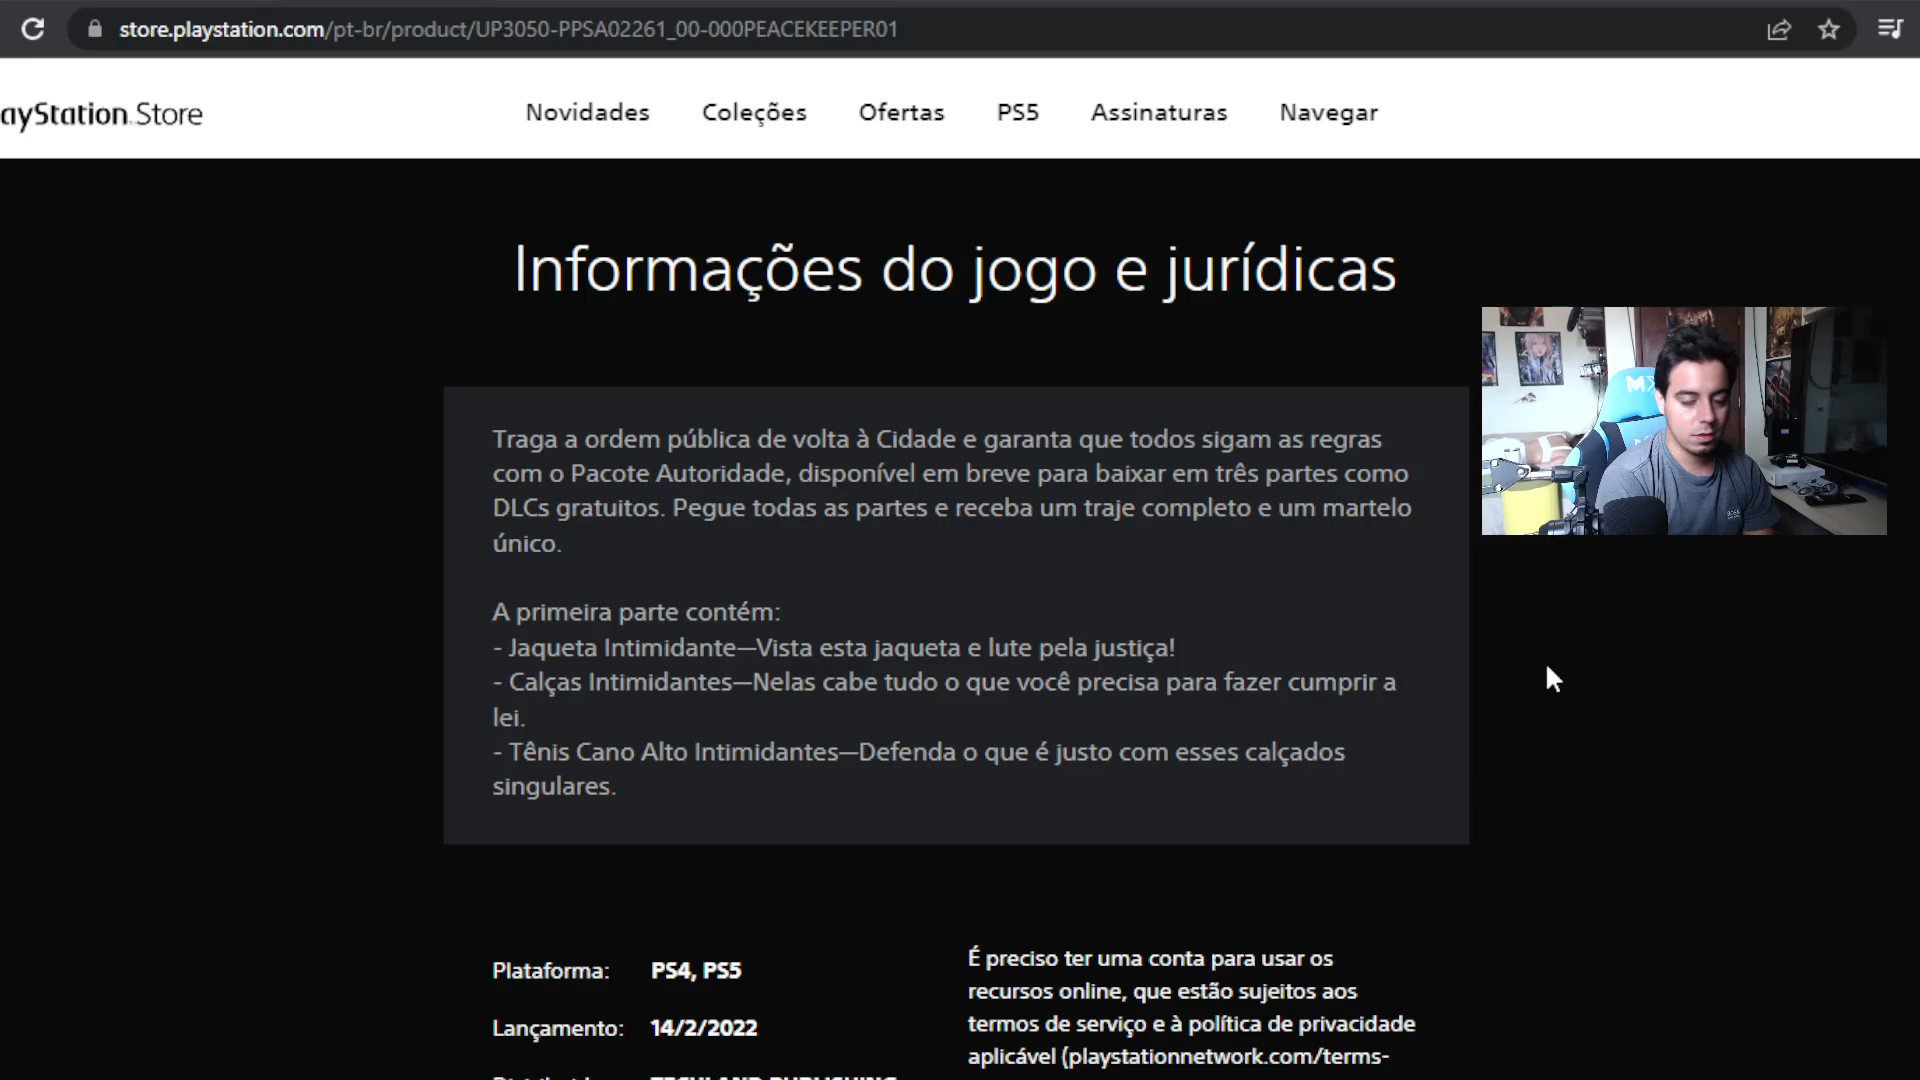 store.playstation.com/pt-br/product/UP3050-PPSA02261_00-000PEACEKEEPER01
ayStation Store
Novidades
Coleções
Ofertas
PS5
Assinaturas
Navegar
Informações do jogo e jurídicas
Traga a ordem pública de volta à Cidade e garanta que todos sigam as regras
com o Pacote Autoridade, disponível em breve para baixar em três partes como
DLCs gratuitos. Pegue todas as partes e receba um traje completo e um martelo
único.
A primeira parte contém:
- Jaqueta Intimidante—Vista esta jaqueta e lute pela justiça!
- Calças Intimidantes—Nelas cabe tudo o que você precisa para fazer cumprir a
lei.
- Tênis Cano Alto Intimidantes—Defenda o que é justo com esses calçados
singulares.
Plataforma: PS4, PS5
Lançamento: 14/2/2022
TECHLAND PUBLISHING
É preciso ter uma conta para usar os
recursos online, que estão sujeitos aos
termos de serviço e à política de privacidade
aplicável (playstationnetwork.com/terms-